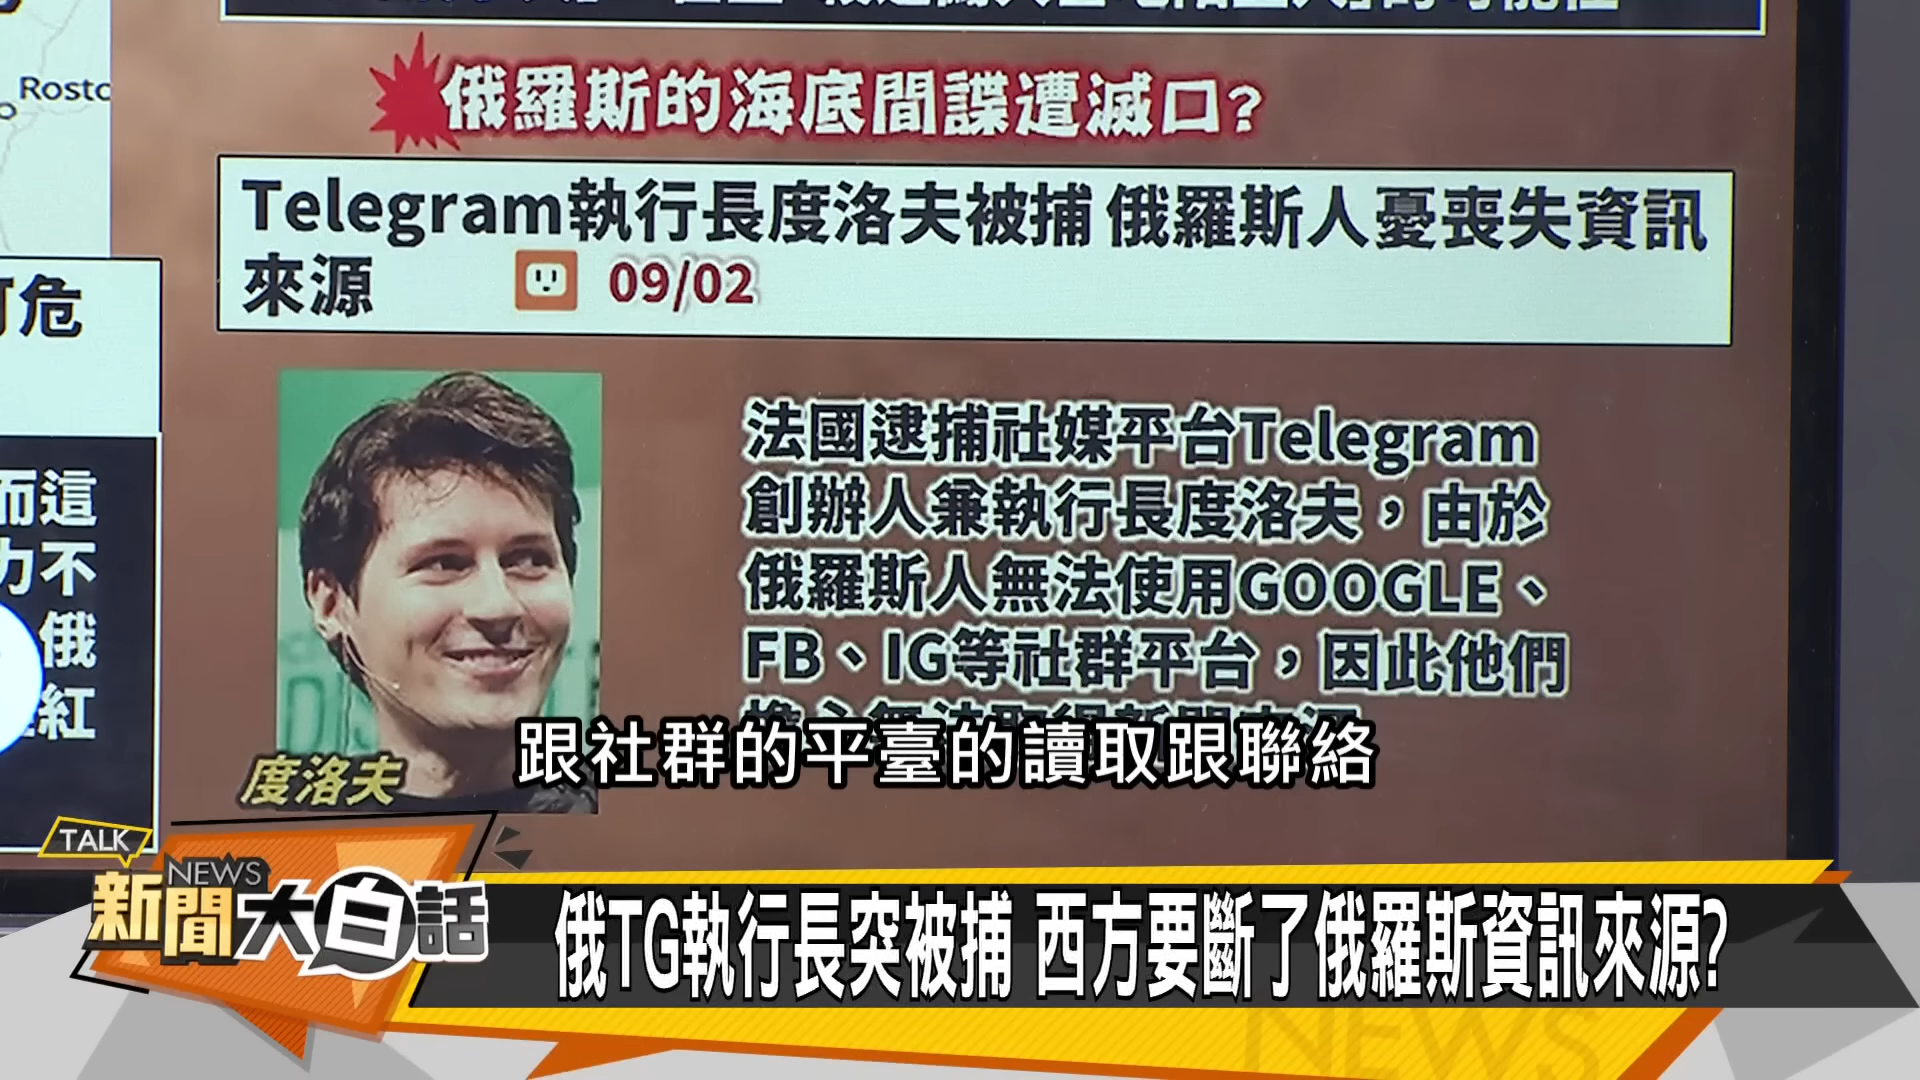 Rosto
俄羅斯的海底間諜遭滅口?
Telegram執行長度洛夫被捕 俄羅斯人憂喪失資訊
來源 09/02
危
而這
力不
俄
紅
法國逮捕社媒平台Telegram
創辦人兼執行長度洛夫，由於
俄羅斯人無法使用GOOGLE、
FB、IG等社群平台，因此他們
度洛夫
跟社群的平臺的讀取跟聯絡
TALK
NEWS
新聞大白話
俄TG執行長突被捕 西方要斷了俄羅斯資訊來源?
NEWS